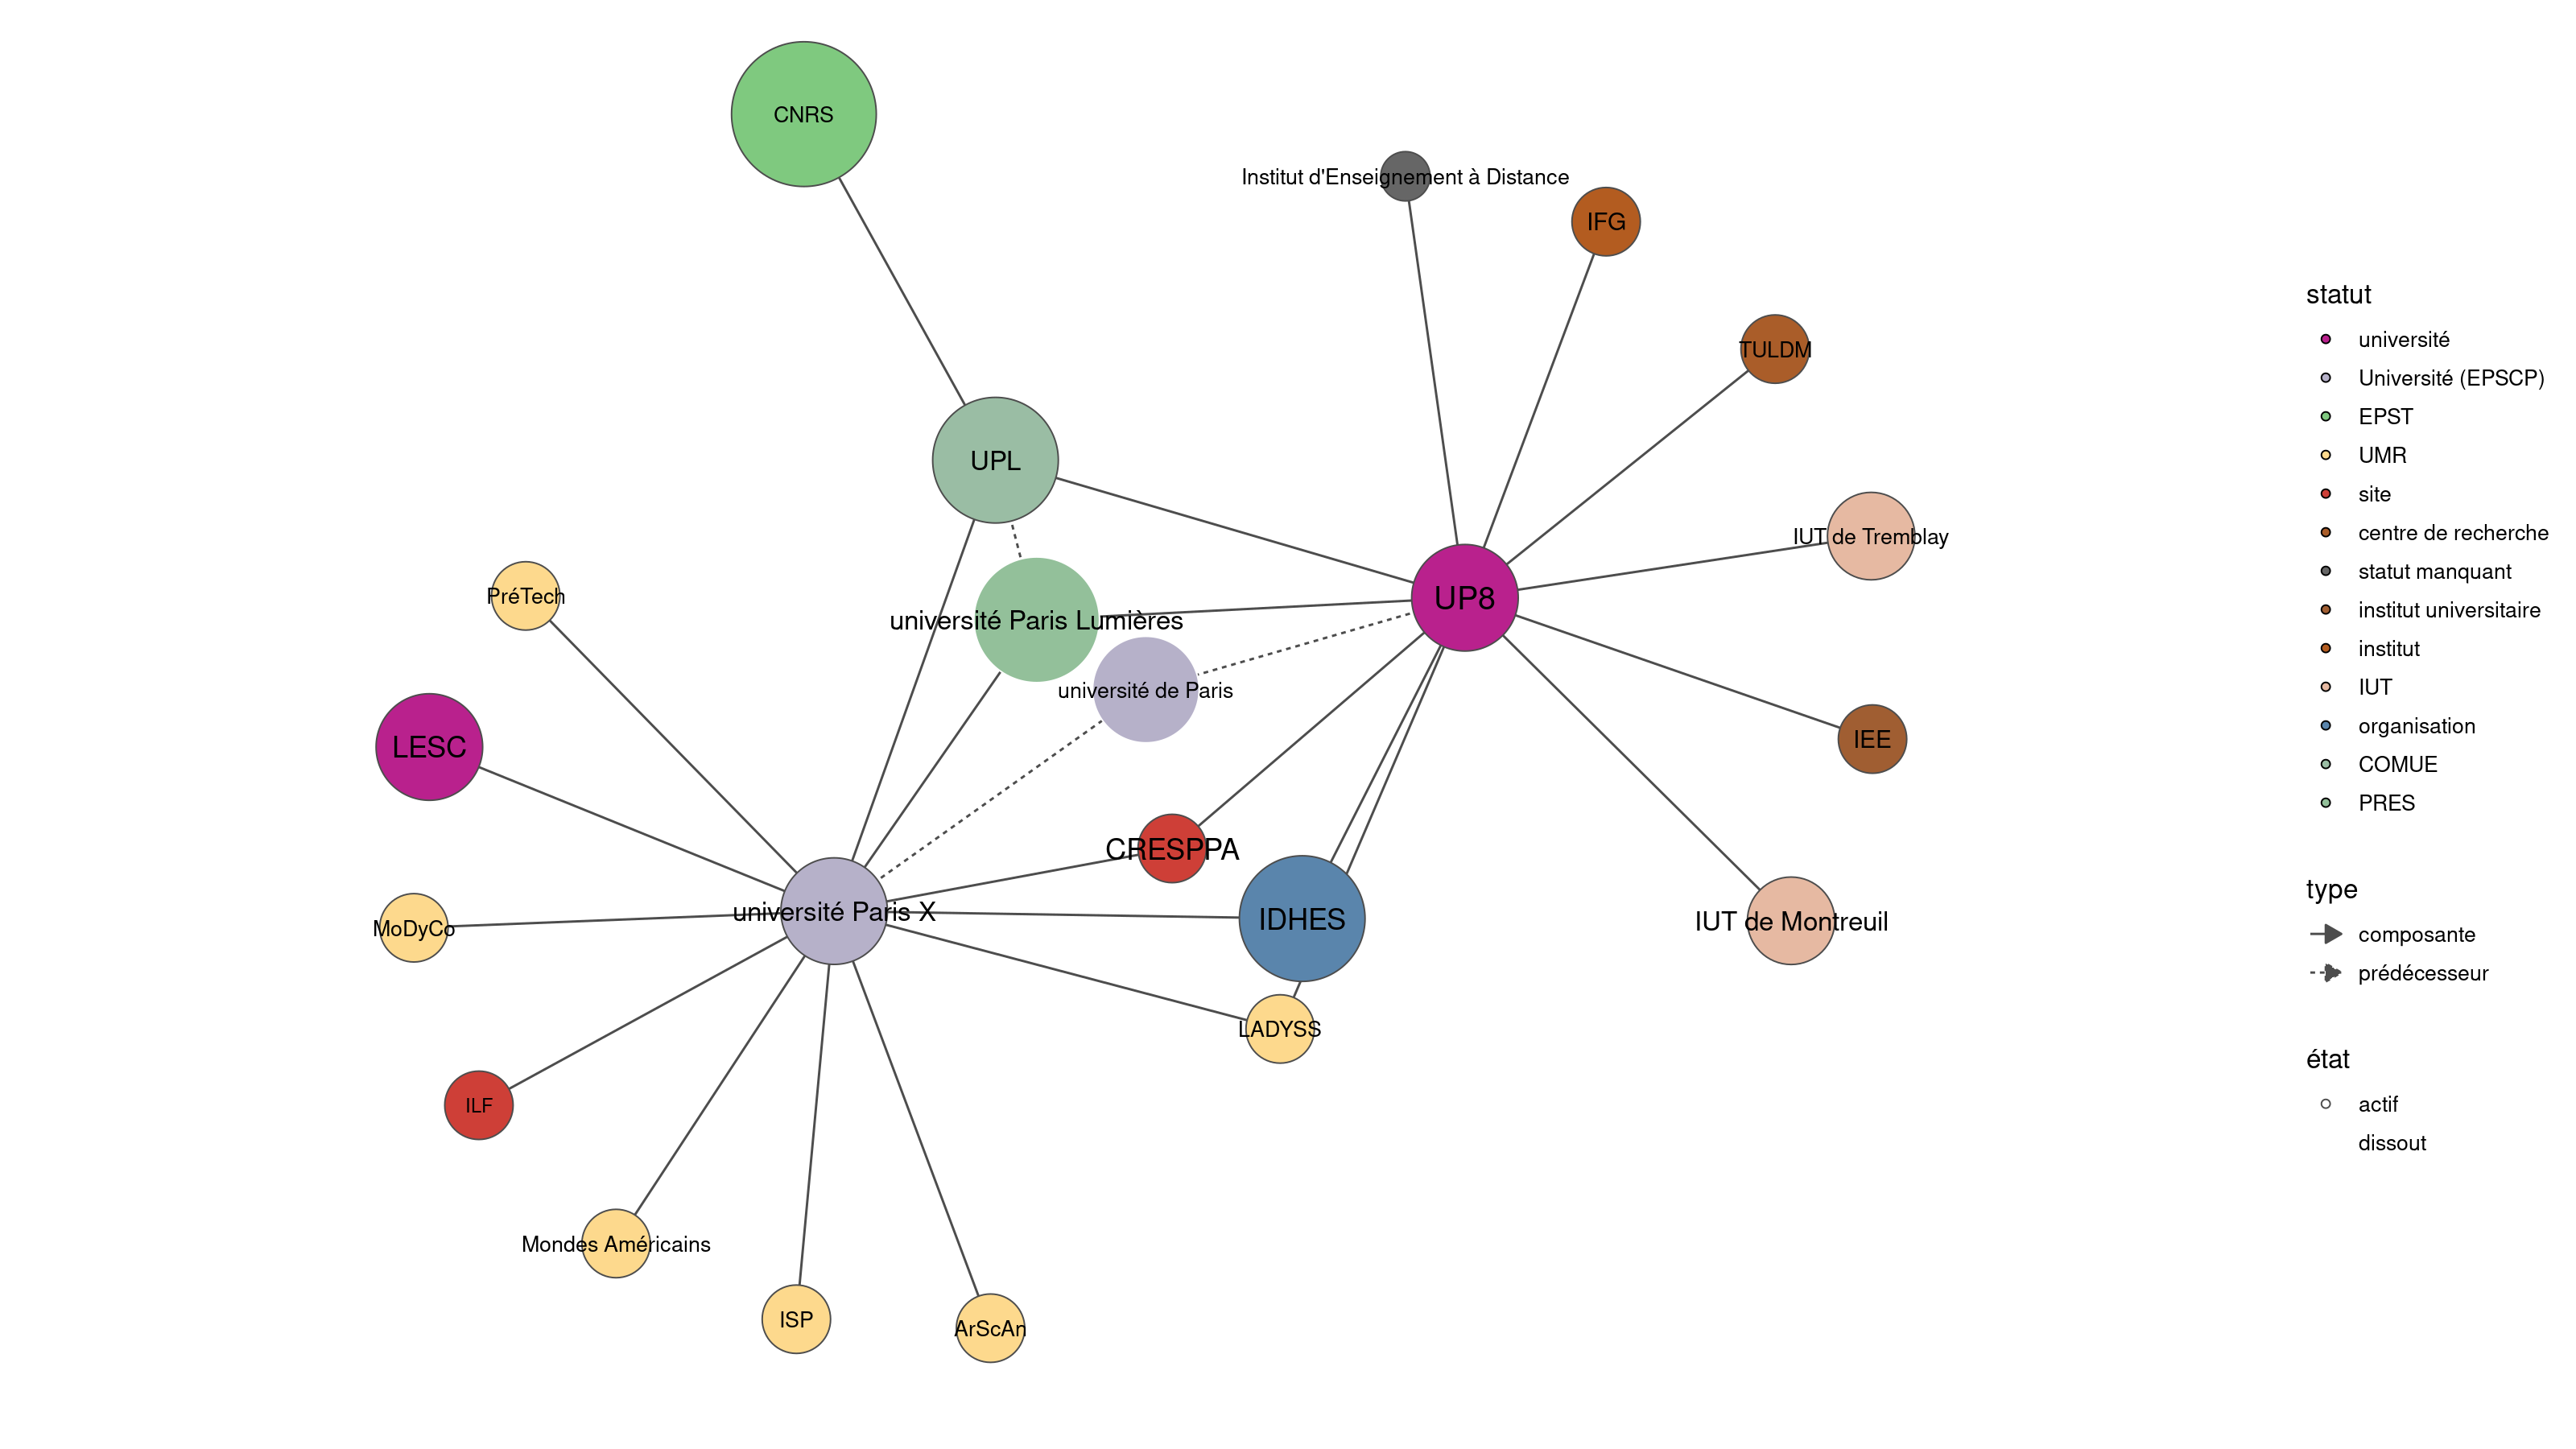 CNRS
Institut d'Enseignement à Distance
IFG
TULDM
UPL
IUT de Tremblay
PréTech
UP8
université Paris Lumières
université de Paris
LESC
IEE
CRESPPA
université Paris X
IDHES
IUT de Montreuil
MoDyCo
LADYSS
ILF
Mondes Américains
ISP
ArScAn
statut
université
Université (EPSCP)
EPST
UMR
site
centre de recherche
statut manquant
institut universitaire
institut
IUT
organisation
COMUE
PRES
type
composante
prédécesseur
état
actif
dissout